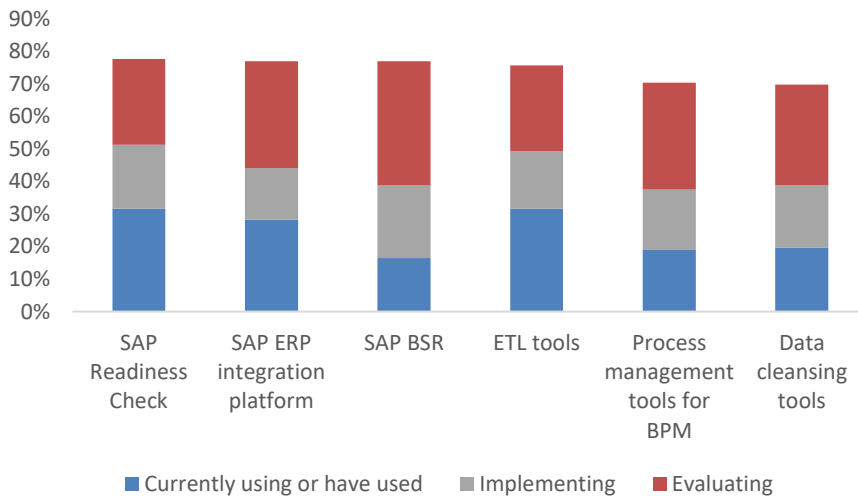 90%
80%
70%
60%
50%
40%
30%
20%
10%
0%
SAP
Readiness
Check
SAP ERP
integration
platform
SAP BSR
ETL tools
Process
management
tools for
BPM
Data
cleansing
tools
Currently using or have used
Implementing
Evaluating